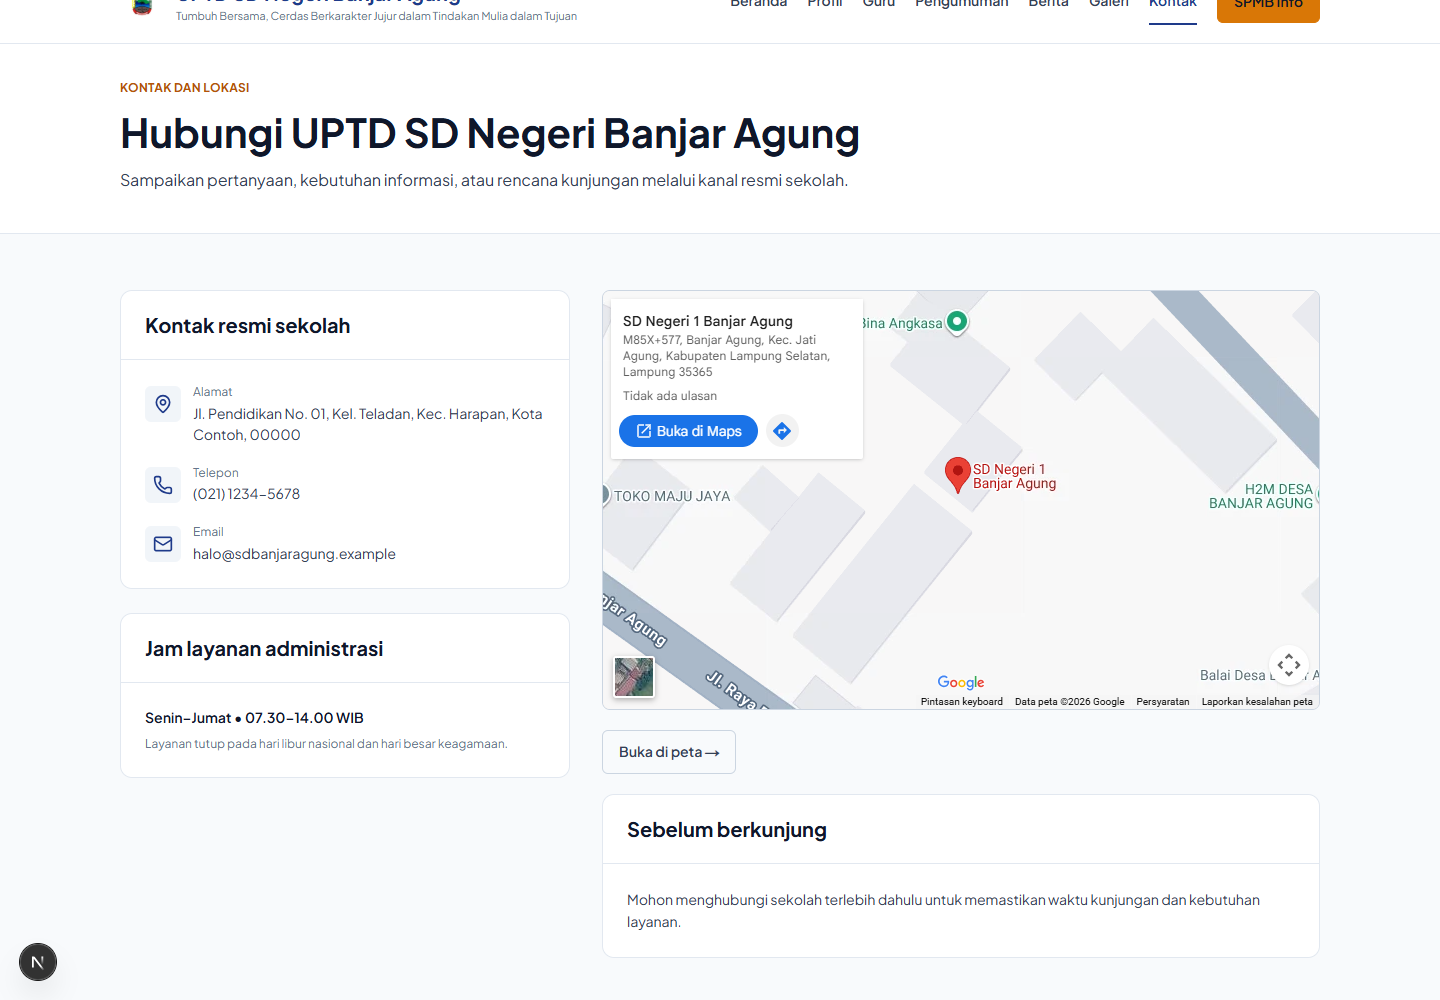 UPTD SD Negeri Banjar Agung
Tumbuh Bersama, Cerdas Berkarakter Jujur dalam Tindakan Mulia dalam Tujuan
Beranda Profil Guru Pengumuman Berita Galeri Kontak SPMB Info
KONTAK DAN LOKASI
Hubungi UPTD SD Negeri Banjar Agung
Sampaikan pertanyaan, kebutuhan informasi, atau rencana kunjungan melalui kanal resmi sekolah.
Kontak resmi sekolah
Alamat
Jl. Pendidikan No. 01, Kel. Teladan, Kec. Harapan, Kota
Contoh, 00000
Telepon
(021) 1234-5678
Email
halo@sdbanjaragung.example
Jam layanan administrasi
Senin–Jumat • 07.30–14.00 WIB
Layanan tutup pada hari libur nasional dan hari besar keagamaan.
SD Negeri 1 Banjar Agung
M85X+577, Banjar Agung, Kec. Jati
Agung, Kabupaten Lampung Selatan,
Lampung 35365
Tidak ada ulasan
Buka di Maps
Bina Angkasa
SD Negeri 1
Banjar Agung
TOKO MAJU JAYA
H2M DESA
BANJAR AGUNG
njar Agung
Jl. Raya
Balai Desa
Google
Pintasan keyboard Data peta ©2026 Google Persyaratan Laporkan kesalahan peta
Buka di peta →
Sebelum berkunjung
Mohon menghubungi sekolah terlebih dahulu untuk memastikan waktu kunjungan dan kebutuhan
layanan.
N